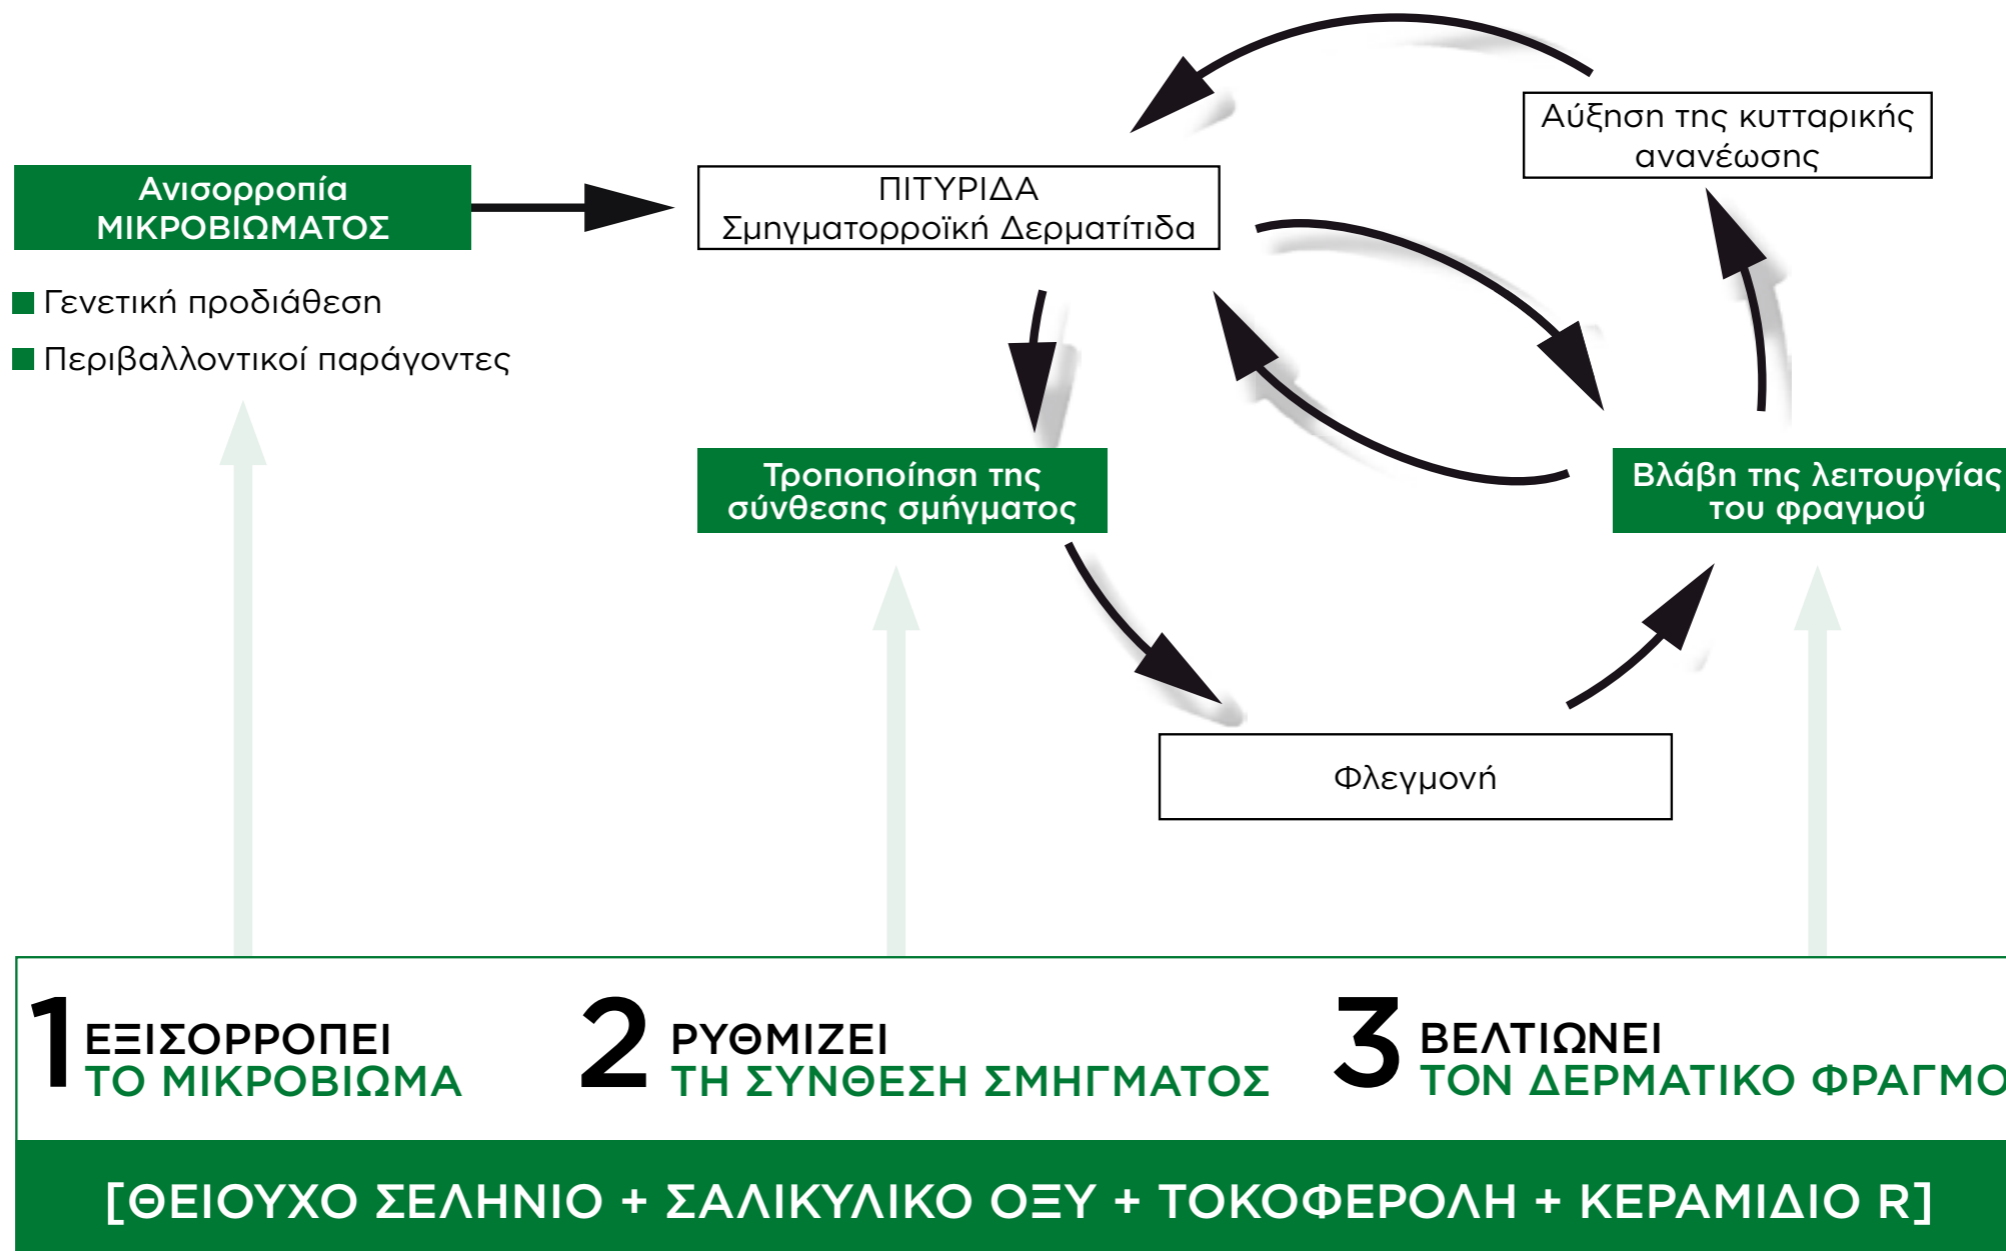 Αύξηση της κυτταρικής
ανανέωσης
Ανισορροπία
ΜΙΚΡΟΒΙΩΜΑΤΟΣ
ΠΙΤΥΡΙΔΑ
Σμηγματορροϊκή Δερματίτιδα
Γενετική προδιάθεση
Περιβαλλοντικοί παράγοντες
Τροποποίηση της
σύνθεσης σμήγματος
Βλάβη της λειτουργίας
του φραγμού
Φλεγμονή
1 ΕΞΙΣΟΡΡΟΠΕΙ
ΤΟ ΜΙΚΡΟΒΙΩΜΑ
2 ΡΥΘΜΙΖΕΙ
ΤΗ ΣΥΝΘΕΣΗ ΣΜΗΓΜΑΤΟΣ
3 ΒΕΛΤΙΩΝΕΙ
ΤΟΝ ΔΕΡΜΑΤΙΚΟ ΦΡΑΓΜΟ
[ΘΕΙΟΥΧΟ ΣΕΛΗΝΙΟ + ΣΑΛΙΚΥΛΙΚΟ ΟΞΥ + ΤΟΚΟΦΕΡΟΛΗ + ΚΕΡΑΜΙΔΙΟ R]